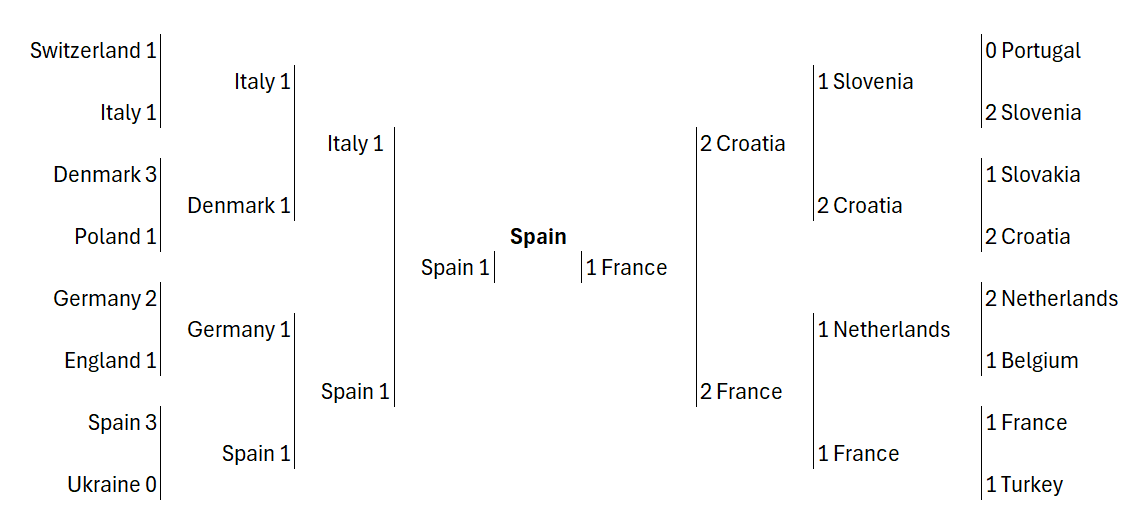 Switzerland 1
Italy 1
Denmark 3
Poland 1
Germany 2
England 1
Spain 3
Ukraine 0
Italy 1
Denmark 1
Germany 1
Spain 1
Italy 1
Spain 1
Spain 1
Spain
1 France
2 Croatia
2 France
1 Slovenia
2 Croatia
1 Netherlands
1 France
0 Portugal
2 Slovenia
1 Slovakia
2 Croatia
2 Netherlands
1 Belgium
1 France
1 Turkey